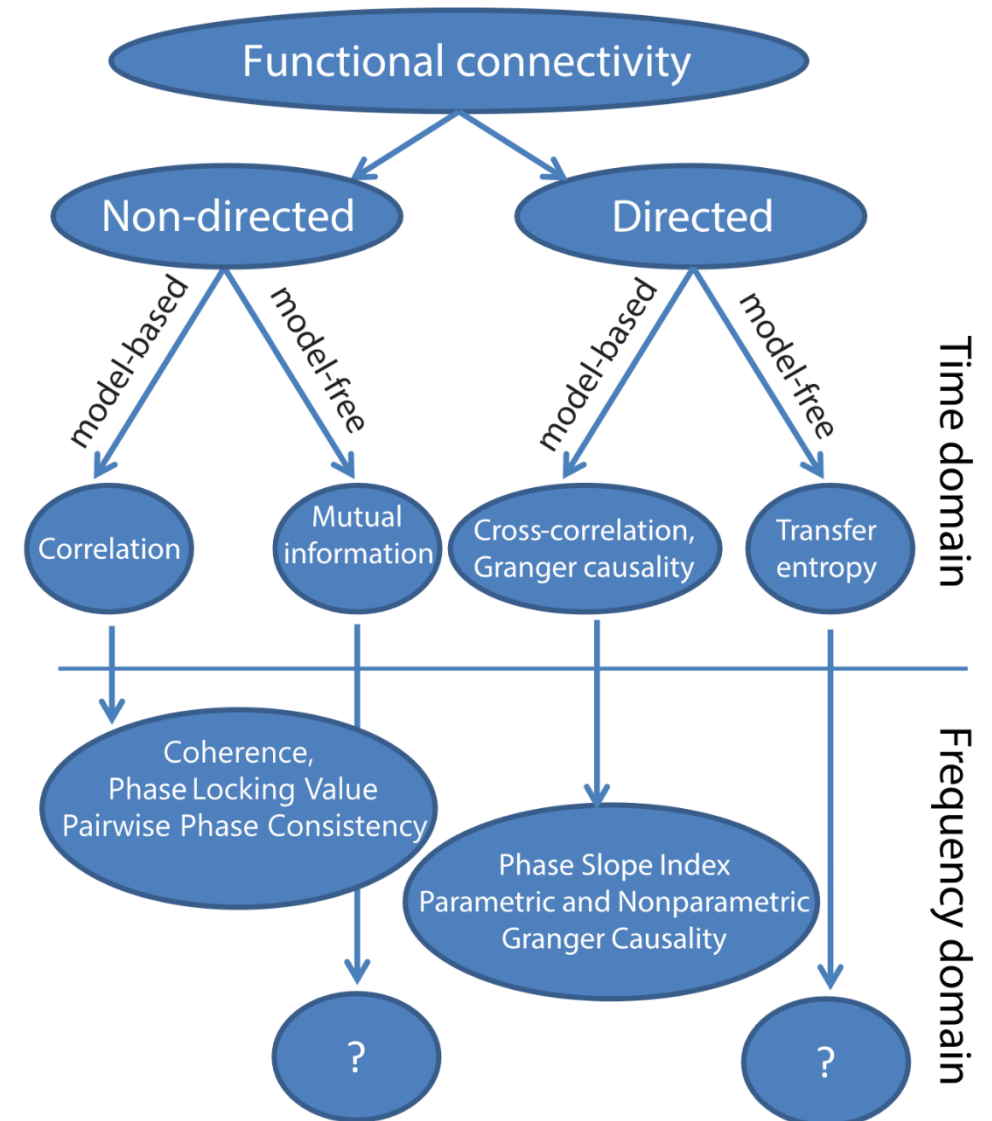 Functional connectivity
Non-directed
Directed
model-based
model-free
model-based
model-free
Time domain
Correlation
Mutual
information
Cross-correlation,
Granger causality
Transfer
entropy
Frequency domain
Coherence,
Phase Locking Value
Pairwise Phase Consistency
Phase Slope Index
Parametric and Nonparametric
Granger Causality
?
?